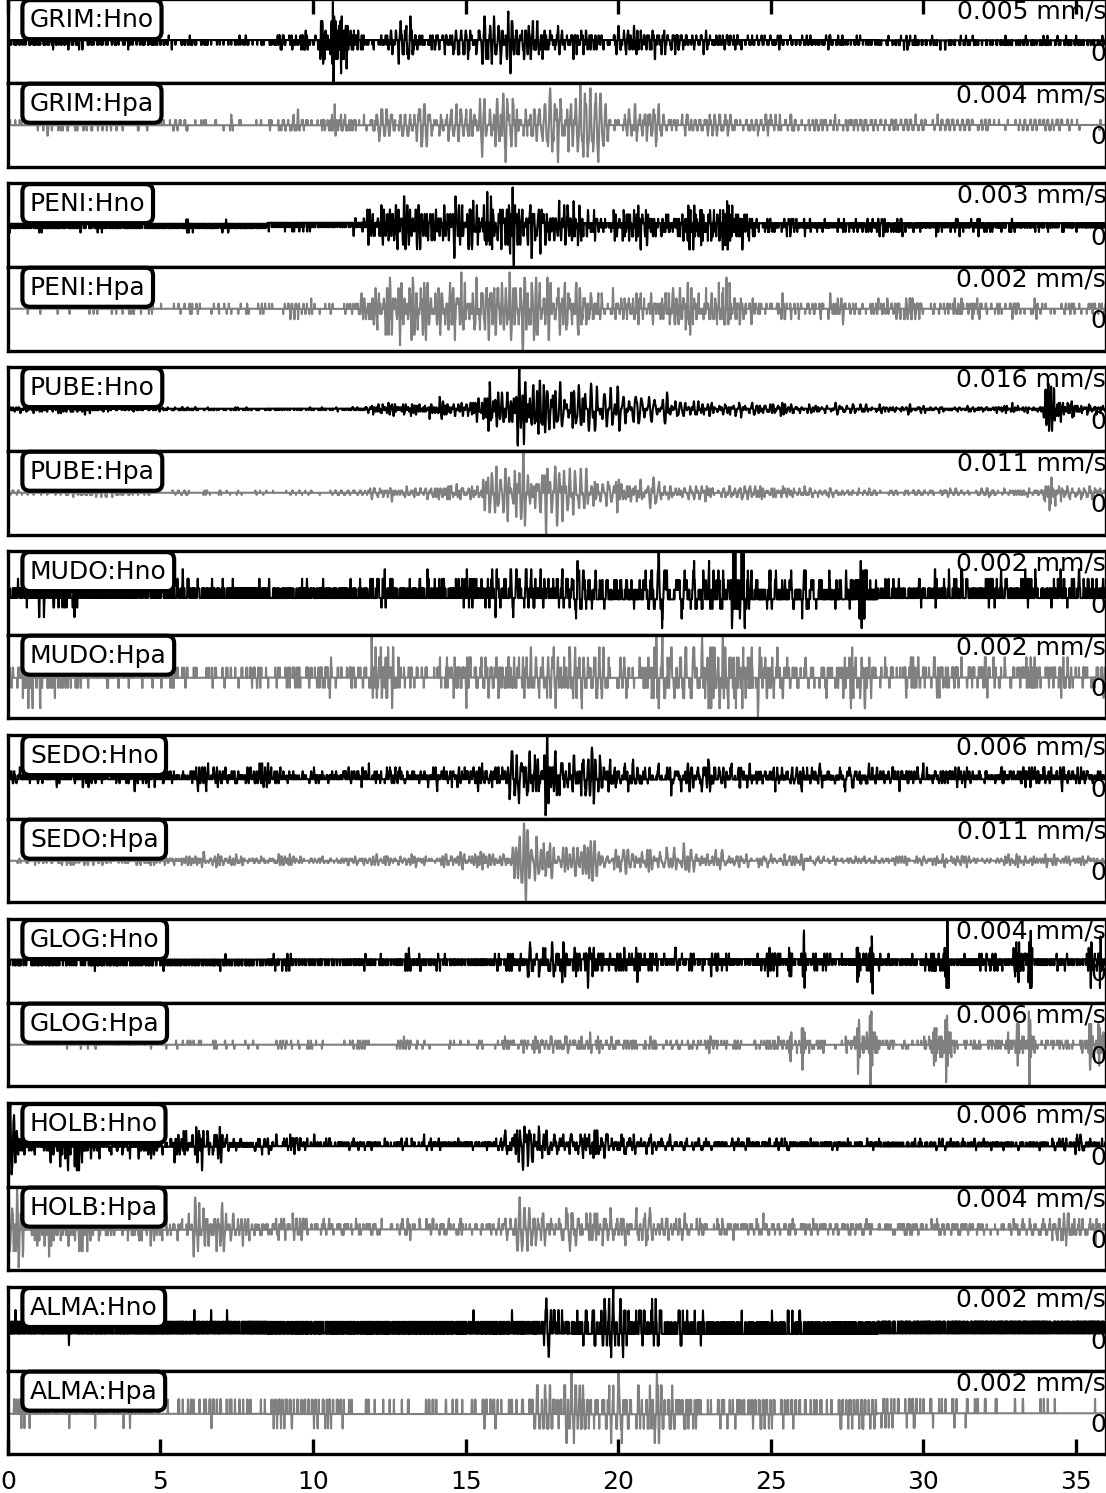 GRIM:Hno 0.005 mm/s
0
GRIM:Hpa 0.004 mm/s
0
PENI:Hno 0.003 mm/s
0
PENI:Hpa 0.002 mm/s
0
PUBE:Hno 0.016 mm/s
0
PUBE:Hpa 0.011 mm/s
0
MUDO:Hno 0.002 mm/s
0
MUDO:Hpa 0.002 mm/s
0
SEDO:Hno 0.006 mm/s
0
SEDO:Hpa 0.011 mm/s
0
GLOG:Hno 0.004 mm/s
0
GLOG:Hpa 0.006 mm/s
0
HOLB:Hno 0.006 mm/s
0
HOLB:Hpa 0.004 mm/s
0
ALMA:Hno 0.002 mm/s
0
ALMA:Hpa 0.002 mm/s
0
0 5 10 15 20 25 30 35